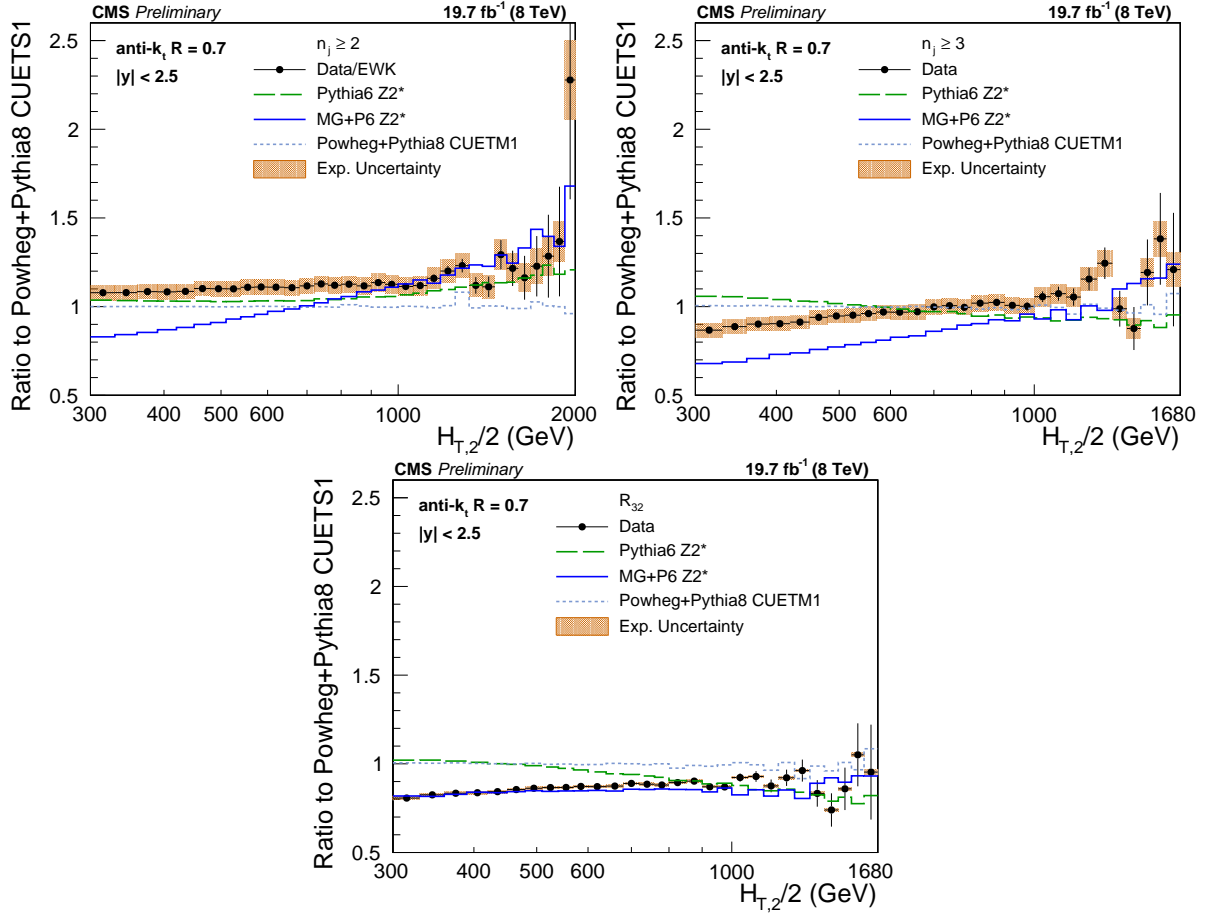 CMS Preliminary 19.7 fb⁻¹ (8 TeV)
Ratio to Powheg+Pythia8 CUETS1
anti-kₜ R = 0.7
|y| < 2.5
n_j ≥ 2
Data/EWK
Pythia6 Z2*
MG+P6 Z2*
Powheg+Pythia8 CUETM1
Exp. Uncertainty
2.5
2
1.5
1
0.5
300 400 500 600 1000 2000
H_T,2/2 (GeV)
CMS Preliminary 19.7 fb⁻¹ (8 TeV)
Ratio to Powheg+Pythia8 CUETS1
anti-kₜ R = 0.7
|y| < 2.5
n_j ≥ 3
Data
Pythia6 Z2*
MG+P6 Z2*
Powheg+Pythia8 CUETM1
Exp. Uncertainty
2.5
2
1.5
1
0.5
300 400 500 600 1000 1680
H_T,2/2 (GeV)
CMS Preliminary 19.7 fb⁻¹ (8 TeV)
Ratio to Powheg+Pythia8 CUETS1
anti-kₜ R = 0.7
|y| < 2.5
R₃₂
Data
Pythia6 Z2*
MG+P6 Z2*
Powheg+Pythia8 CUETM1
Exp. Uncertainty
2.5
2
1.5
1
0.5
300 400 500 600 1000 1680
H_T,2/2 (GeV)